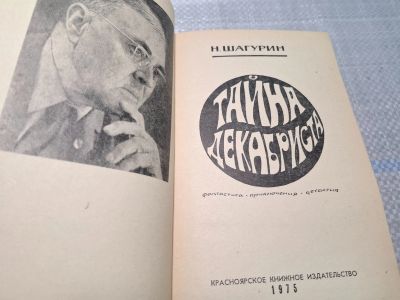 Н. ШАГУРИН
ТАЙНА
ДЕКАБРИСТА
фантастика • приключения • детектив
КРАСНОЯРСКОЕ КНИЖНОЕ ИЗДАТЕЛЬСТВО
1975